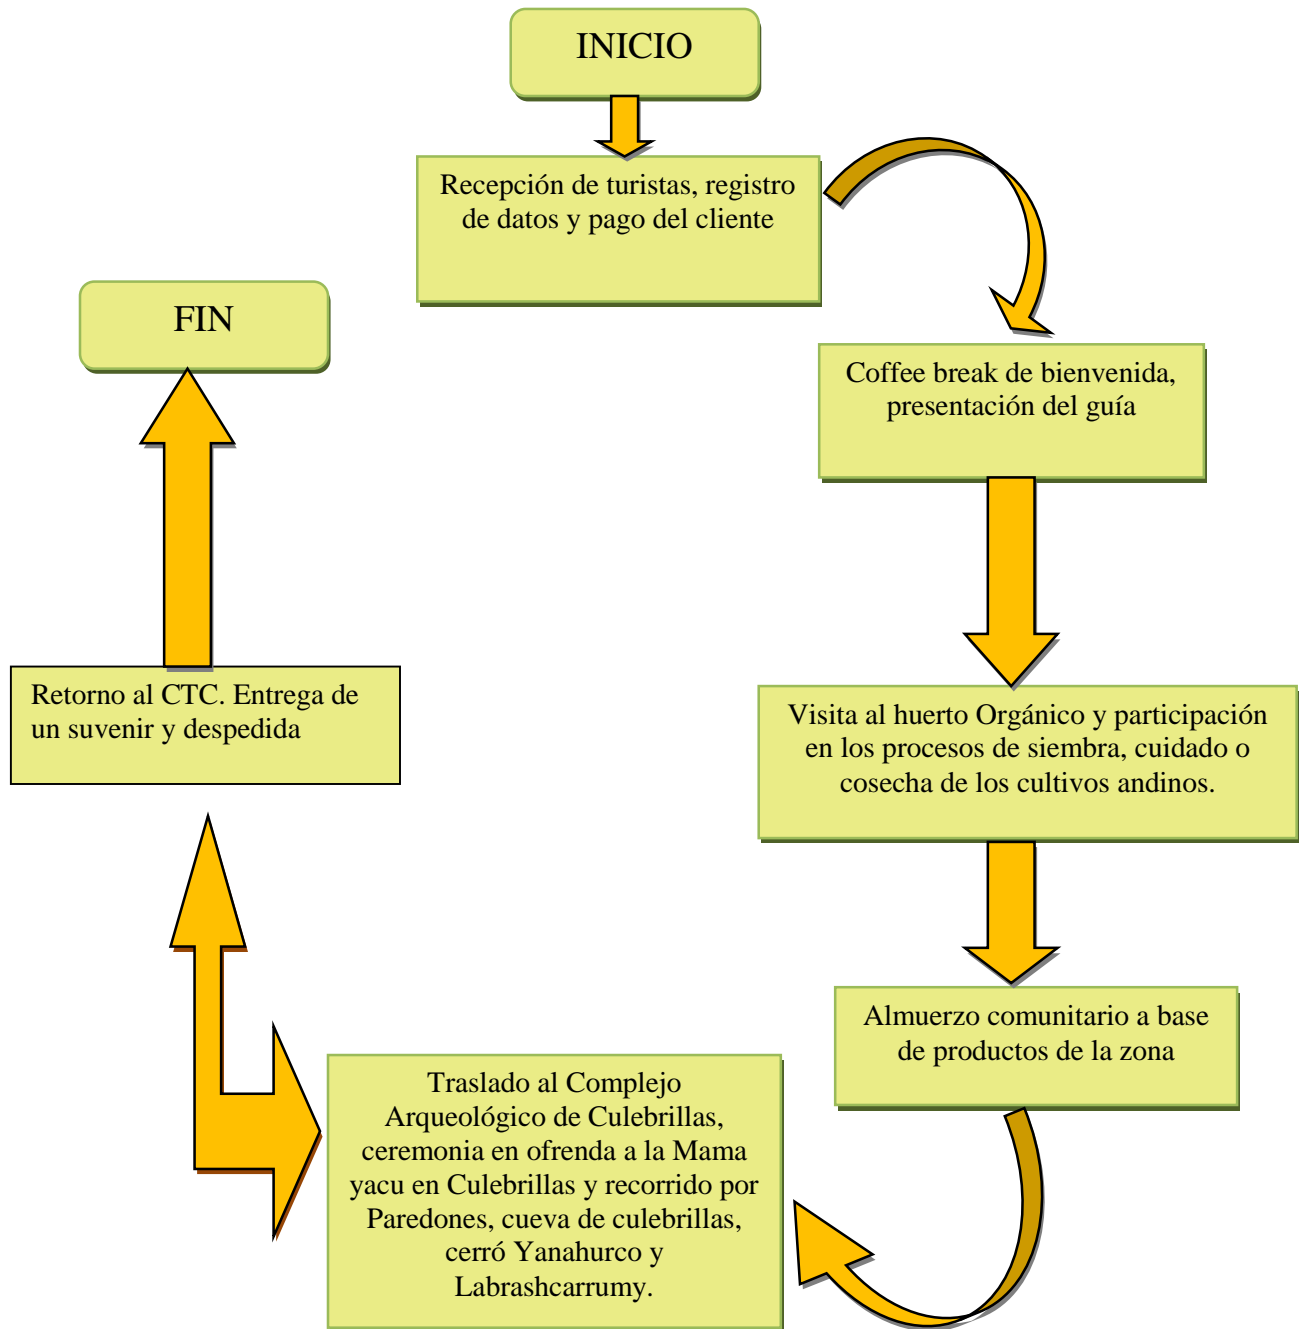 INICIO
Recepción de turistas, registro
de datos y pago del cliente
Coffee break de bienvenida,
presentación del guía
Visita al huerto Orgánico y participación
en los procesos de siembra, cuidado o
cosecha de los cultivos andinos.
Almuerzo comunitario a base
de productos de la zona
Traslado al Complejo
Arqueológico de Culebrillas,
ceremonia en ofrenda a la Mama
yacu en Culebrillas y recorrido por
Paredones, cueva de culebrillas,
cerró Yanahurco y
Labrashcarrumy.
Retorno al CTC. Entrega de
un suvenir y despedida
FIN